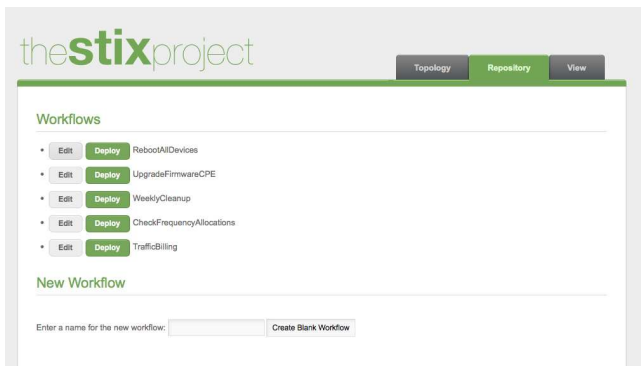 thestixproject
Topology Repository View
Workflows
Edit Deploy RebootAllDevices
Edit Deploy UpgradeFirmwareCPE
Edit Deploy WeeklyCleanup
Edit Deploy CheckFrequencyAllocations
Edit Deploy TrafficBilling
New Workflow
Enter a name for the new workflow: Create Blank Workflow